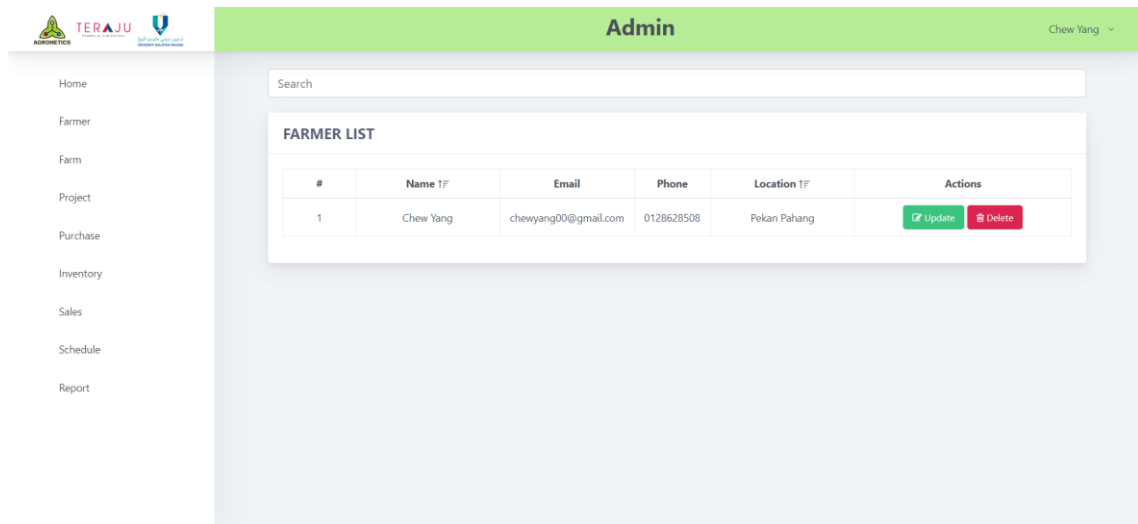 AGRONETICS
TERAJU
Admin
Chew Yang
Home
Farmer
Farm
Project
Purchase
Inventory
Sales
Schedule
Report
Search
FARMER LIST
# Name Email Phone Location Actions
1 Chew Yang chewyang00@gmail.com 0128628508 Pekan Pahang Update Delete